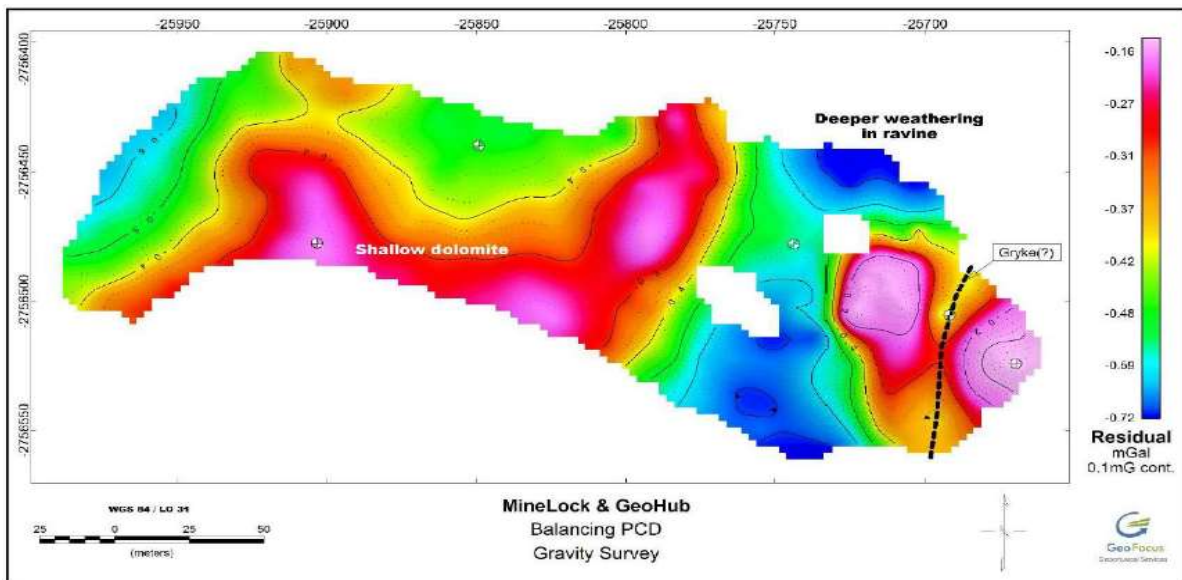 -25950
-25900
-25850
-25800
-25750
-25700
-2756400
-2756450
-2756500
-2756550
Deeper weathering
in ravine
Shallow dolomite
Gryke(?)
-0.16
-0.27
-0.31
-0.37
-0.42
-0.48
-0.72
Residual
mGal
0.1mG cont.
WGS 84 / LO 31
25
0
25
50
(meters)
MineLock & GeoHub
Balancing PCD
Gravity Survey
GeoFocus